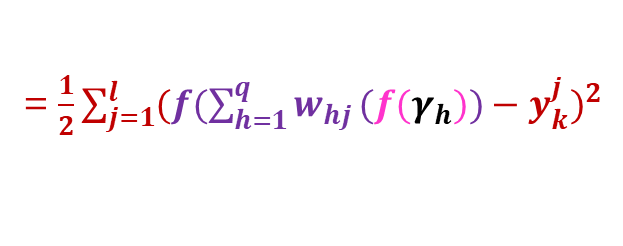 = 1/2 ∑_{j=1}^{l}(f(∑_{h=1}^{q} w_{hj} (f(γ_h)) − y_k^j)^2